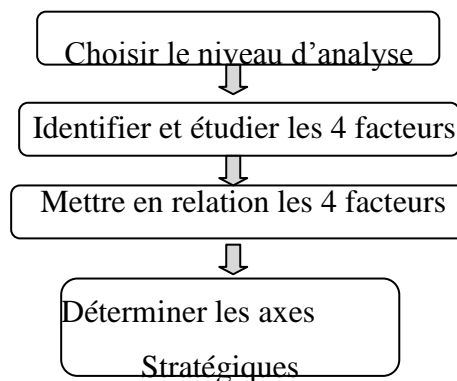 Choisir le niveau d’analyse
Identifier et étudier les 4 facteurs
Mettre en relation les 4 facteurs
Déterminer les axes
Stratégiques